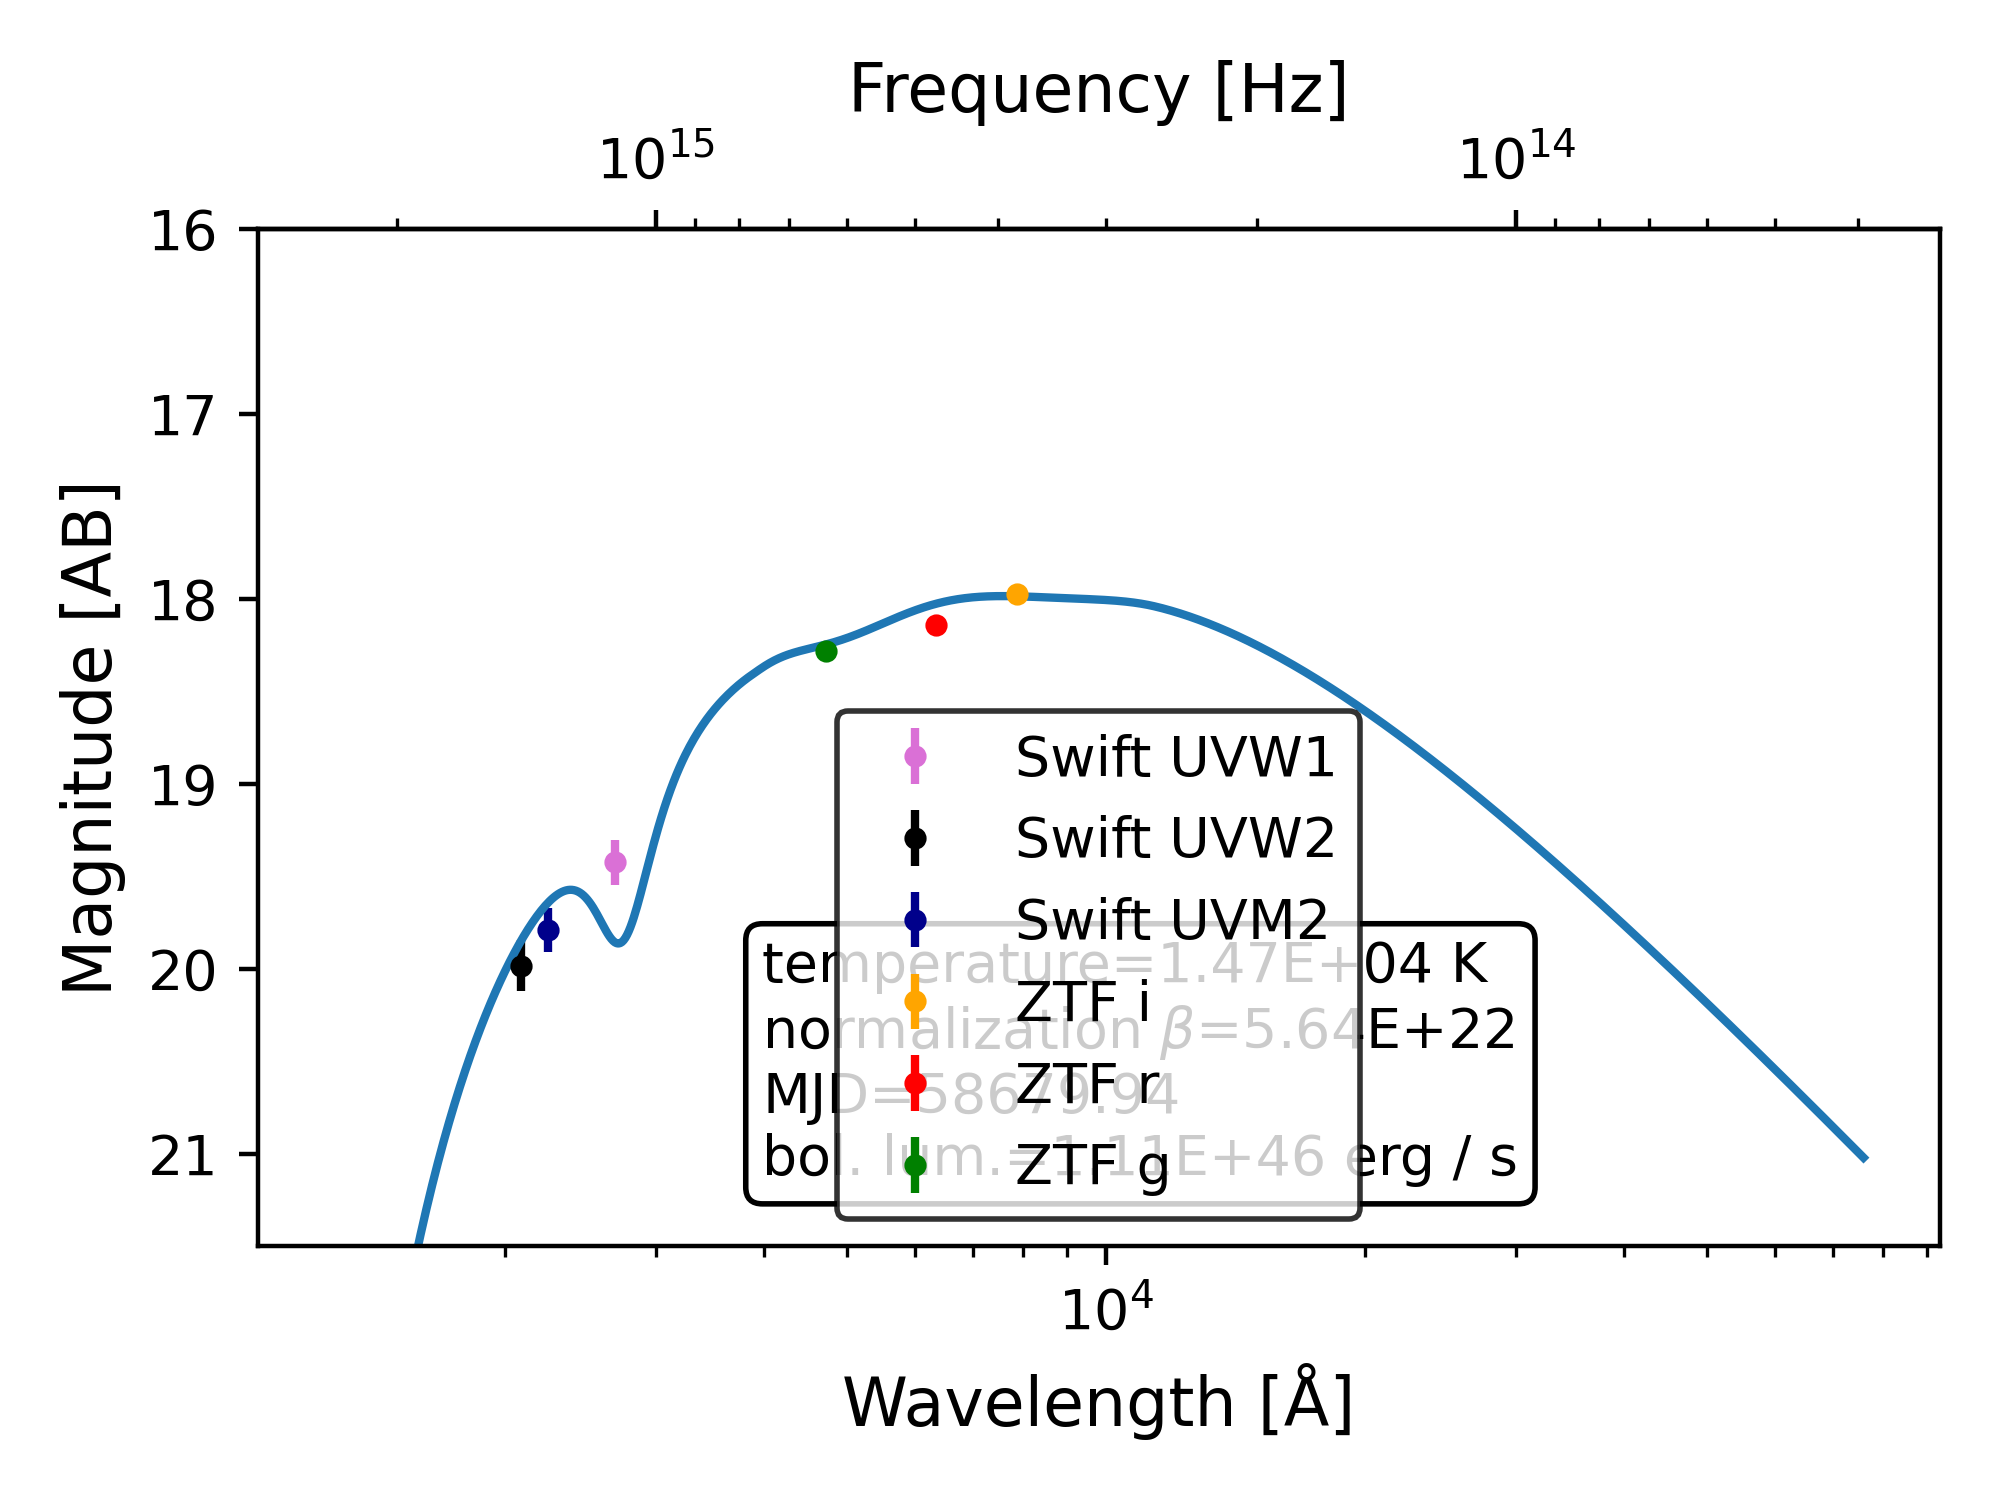 Frequency [Hz]
10^15 10^14
16
17
18
19
20
21
Magnitude [AB]
Swift UVW1
Swift UVW2
Swift UVM2
ZTF i
ZTF r
ZTF g
temperature=1.47E+04 K
normalization β=5.64E+22
MJD=58679.94
bol. lum.=1.11E+46 erg / s
10^4
Wavelength [Å]